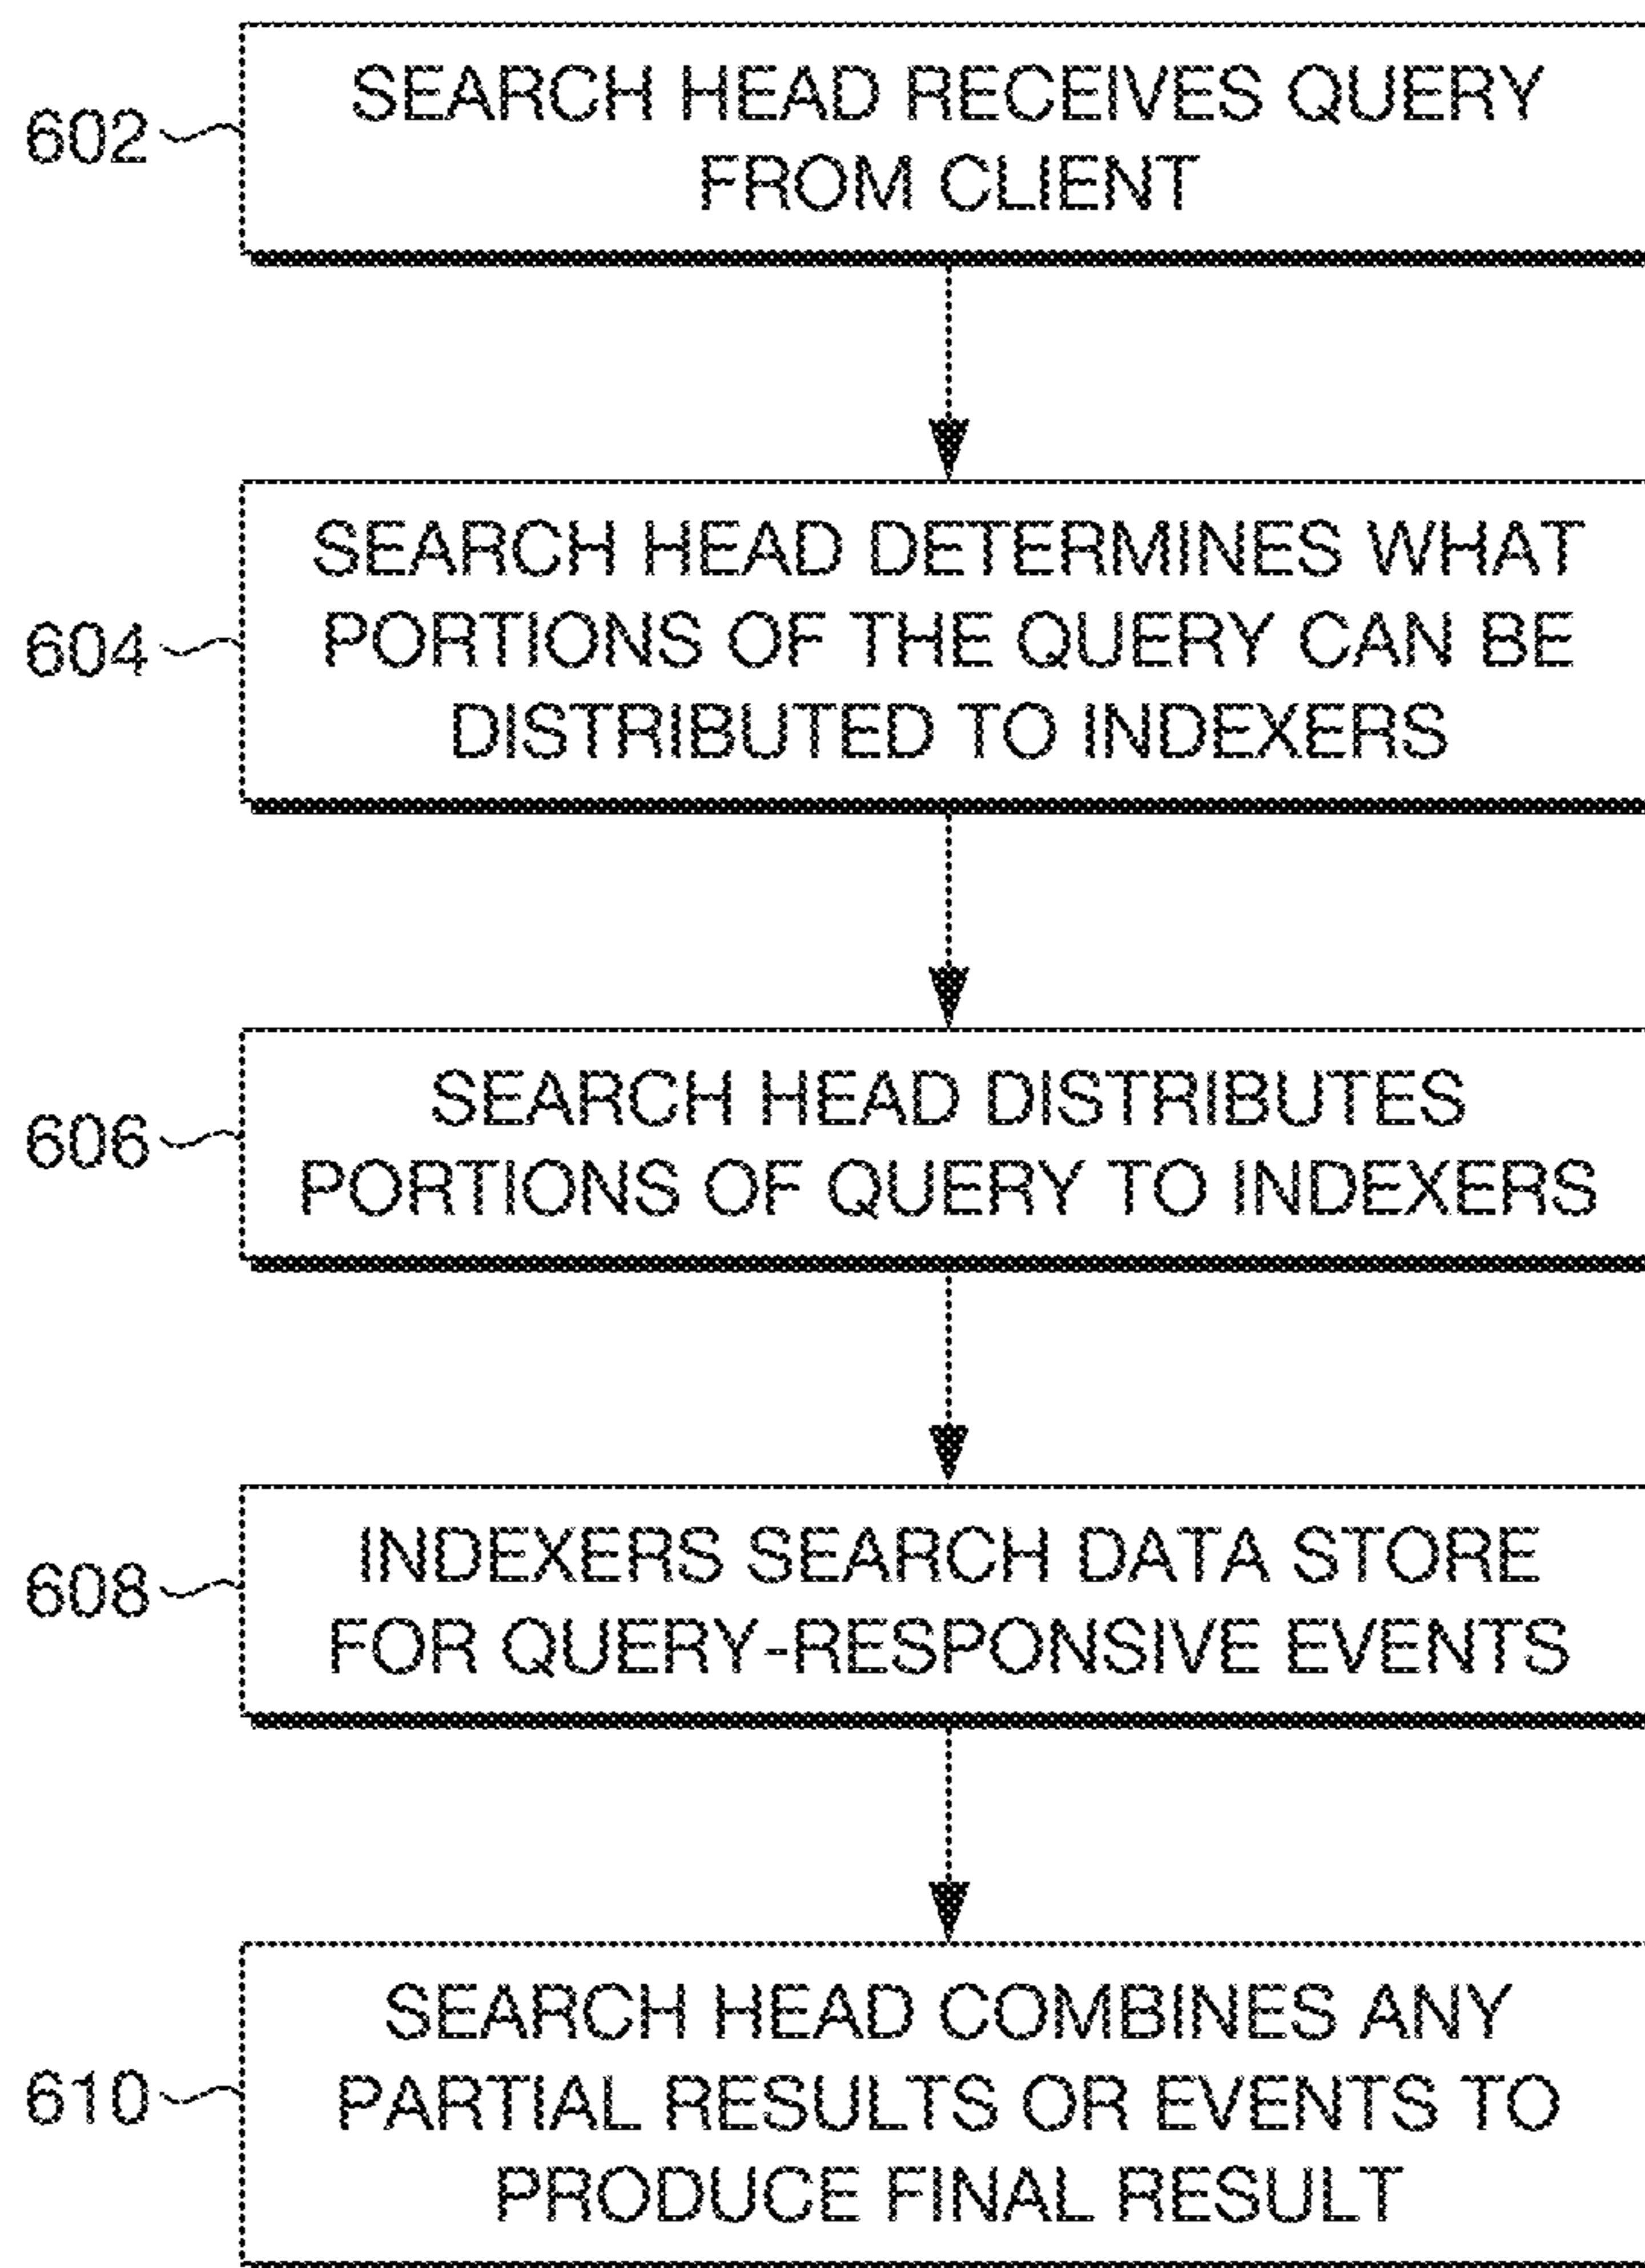 602
SEARCH HEAD RECEIVES QUERY
FROM CLIENT
604
SEARCH HEAD DETERMINES WHAT
PORTIONS OF THE QUERY CAN BE
DISTRIBUTED TO INDEXERS
606
SEARCH HEAD DISTRIBUTES
PORTIONS OF QUERY TO INDEXERS
608
INDEXERS SEARCH DATA STORE
FOR QUERY-RESPONSIVE EVENTS
610
SEARCH HEAD COMBINES ANY
PARTIAL RESULTS OR EVENTS TO
PRODUCE FINAL RESULT